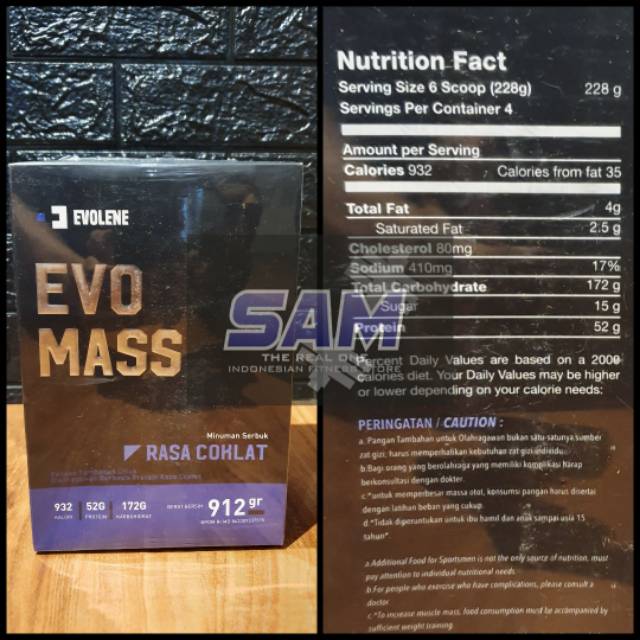 EVOLENE
EVO
MASS
Minuman Serbuk
RASA COKLAT
932
52G
172G
KALORI
PROTEIN
KARBOHIDRAT
BERAT BERSIH
912 gr
SAM
THE REAL ONE
INDONESIAN FITNESS STORE
Nutrition Fact
Serving Size 6 Scoop (228g) 228 g
Servings Per Container 4
Amount per Serving
Calories 932 Calories from fat 35
Total Fat 4g
Saturated Fat 2.5 g
Cholesterol 80mg
Sodium 410mg 17%
Total Carbohydrate 172 g
Sugar 15 g
Protein 52 g
Percent Daily Values are based on a 2000
calories diet. Your Daily Values may be higher
or lower depending on your calorie needs:
PERINGATAN / CAUTION :
a. Pangan Tambahan untuk Olahragawan bukan satu-satunya sumber
zat gizi, harus memperhatikan kebutuhan zat gizi individu.
b.Bagi orang yang berolahraga yang memiliki komplikasi harap
berkonsultasi dengan dokter.
c.*untuk memperbesar massa otot, konsumsi pangan harus disertai
dengan latihan beban yang cukup.
d.*Tidak diperuntukan untuk ibu hamil dan anak sampai usia 15
tahun*.
a.Additional Food for Sportsmen is not the only source of nutrition, must
pay attention to individual nutritional needs.
b.For people who exercise who have complications, please consult a
doctor.
c.*To increase muscle mass, food consumption must be accompanied by
sufficient weight training